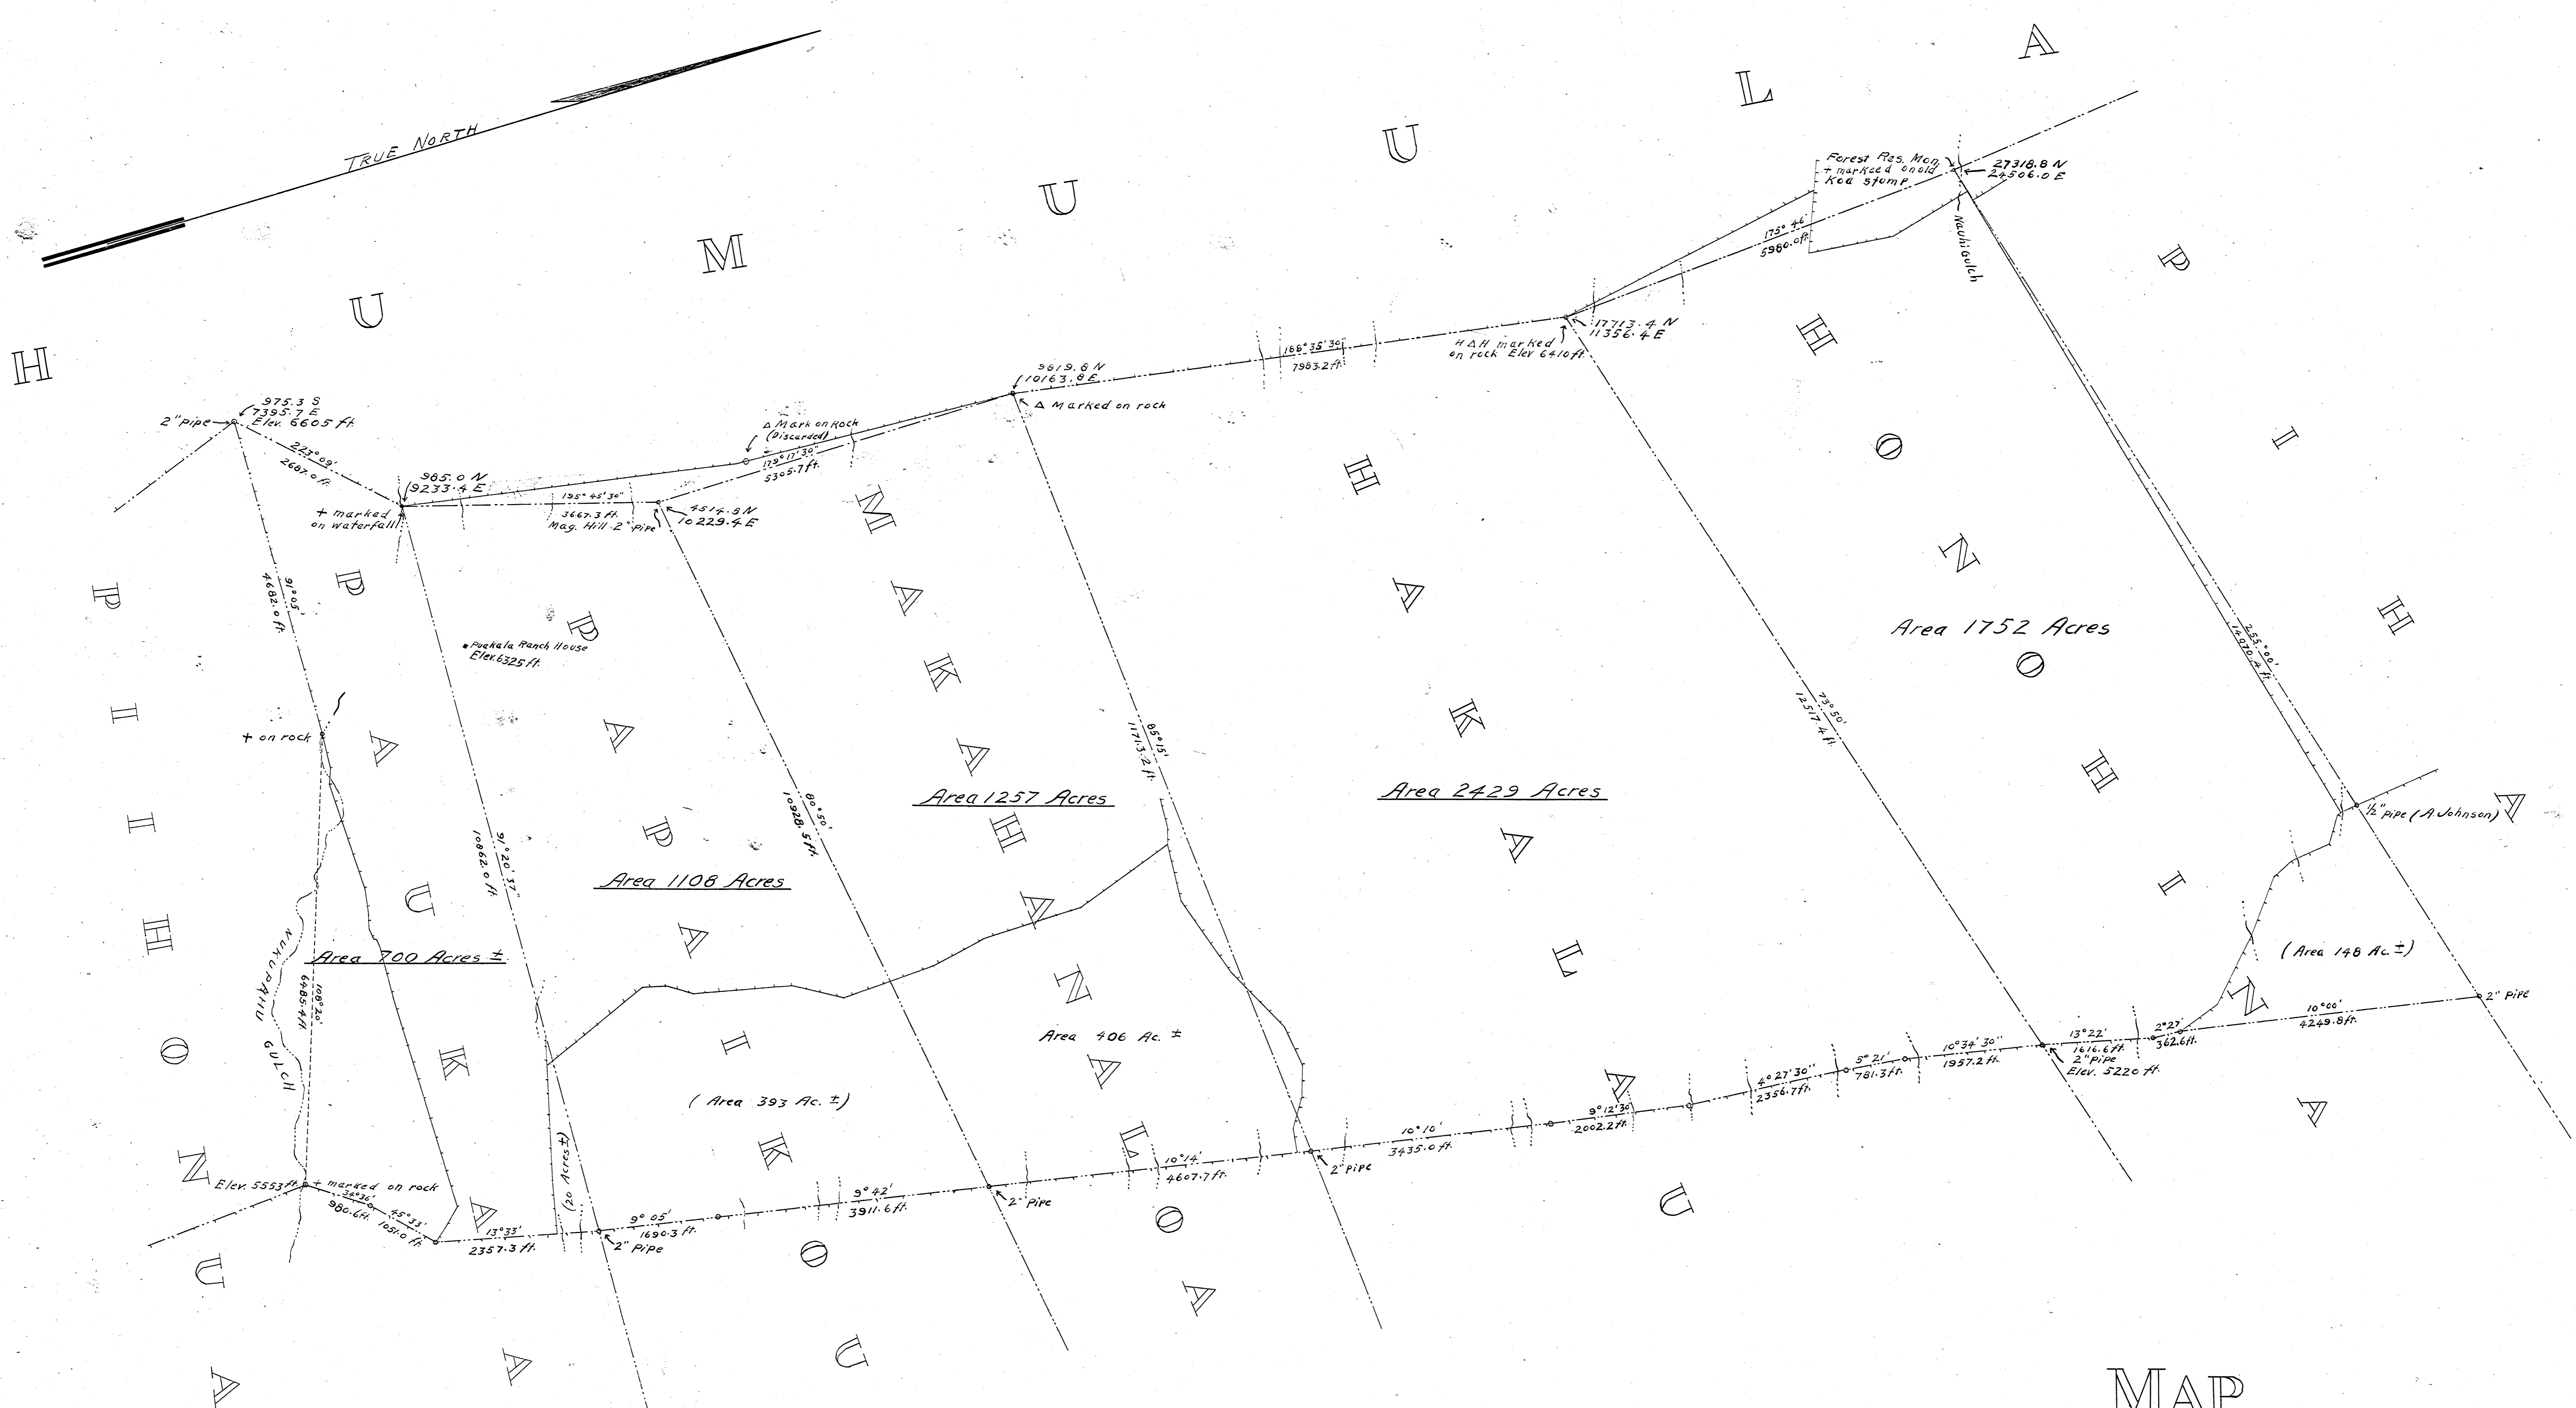 TRUE NORTH
HUMUULA
PIIHONUA
PAUKAA
PAPAIKOU
MAKAHANALOA
HAKALAU
HONOHINA
PIHA
2" pipe
975.3 S
7395.7 E
Elev. 6605 ft.
223°09'
2687.0 ft.
985.0 N
9233.4 E
+ marked
on waterfall
195°45'30"
3667.3 ft.
Mag. Hill 2" Pipe
4514.5 N
10229.4 E
Δ Mark on Rock
(Discarded)
179°17'30"
5305.7 ft.
9819.8 N
10163.8 E
Δ Marked on rock
186°35'30"
7983.2 ft.
H Δ H marked
on rock Elev 6410 ft.
17713.4 N
11356.4 E
175°46'
5980.0 ft.
Forest Res. Mon.
+ marked on old
Koa stump
27318.8 N
24506.0 E
Nauhi Gulch
91°05'
4682.0 ft.
Puakala Ranch House
Elev. 6325 ft.
+ on rock
91°20'37"
10862.0 ft.
80°50'
10928.5 ft.
85°15'
11713.2 ft.
73°50'
12517.4 ft.
255°00'
14970.4 ft.
Area 1752 Acres
Area 2429 Acres
Area 1257 Acres
Area 1108 Acres
Area 700 Acres ±
½" pipe (A. Johnson)
(Area 148 Ac. ±)
Area 406 Ac. ±
(Area 393 Ac. ±)
(20 Acres ±)
NUKUPAHU GULCH
108°20'
6485.4 ft.
Elev. 5553 ft.
+ marked on rock
34°36'
980.6 ft.
45°33'
1051.0 ft.
13°33'
2357.3 ft.
2" Pipe
9°05'
1690.3 ft.
9°42'
3911.6 ft.
2" Pipe
10°14'
4607.7 ft.
2" Pipe
10°10'
3435.0 ft.
9°12'30"
2002.2 ft.
4°27'30"
2356.7 ft.
5°21'
781.3 ft.
10°34'30"
1957.2 ft.
13°22'
1616.6 ft.
2" Pipe
Elev. 5220 ft.
2°27'
362.6 ft.
10°00'
4249.8 ft.
2" Pipe
MAP